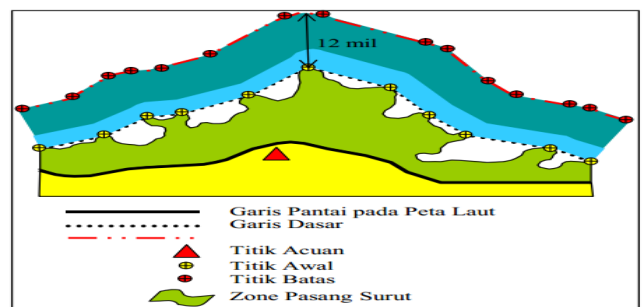 12 mil
Garis Pantai pada Peta Laut
Garis Dasar
Titik Acuan
Titik Awal
Titik Batas
Zone Pasang Surut